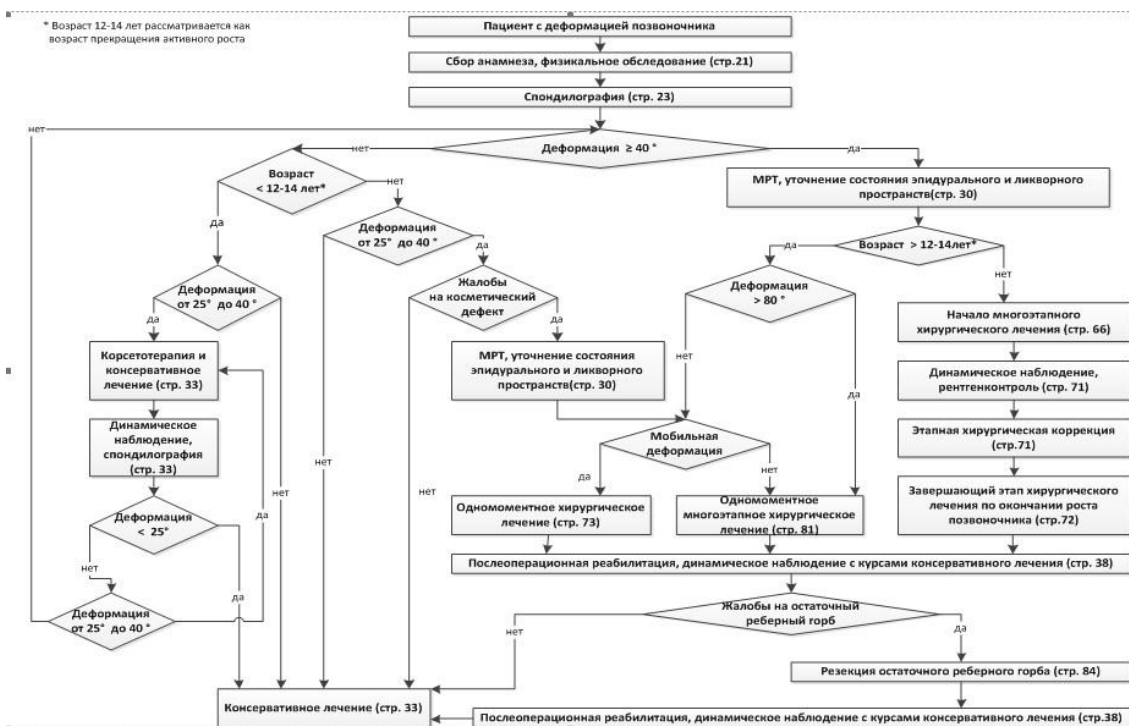 * Возраст 12-14 лет рассматривается как
возраст прекращения активного роста
Пациент с деформацией позвоночника
Сбор анамнеза, физикальное обследование (стр.21)
Спондилография (стр. 23)
нет
Деформация ≥ 40 °
нет
да
Возраст
< 12-14 лет*
нет
да
МРТ, уточнение состояния эпидурального и ликворного
пространств(стр. 30)
Деформация
от 25° до 40 °
да
Возраст > 12-14лет*
да
нет
Деформация
от 25° до 40 °
да
Жалобы
на косметический
дефект
да
Деформация
> 80 °
нет
да
Начало многоэтапного
хирургического лечения (стр. 66)
Корсетотерапия и
консервативное
лечение (стр. 33)
МРТ, уточнение состояния
эпидурального и ликворного
пространств(стр. 30)
Динамическое наблюдение,
рентгенконтроль (стр. 71)
Динамическое
наблюдение,
спондилография
(стр. 33)
Мобильная
деформация
да
нет
Этапная хирургическая коррекция
(стр.71)
нет
нет
нет
да
Деформация
< 25°
нет
да
Одномоментное хирургическое
лечение (стр. 73)
Одномоментное
многоэтапное хирургическое
лечение (стр. 81)
Завершающий этап хирургического
лечения по окончании роста
позвоночника (стр.72)
Послеоперационная реабилитация, динамическое наблюдение с курсами консервативного лечения (стр. 38)
Деформация
от 25° до 40 °
Жалобы на остаточный
реберный горб
нет
да
Резекция остаточного реберного горба (стр. 84)
Консервативное лечение (стр. 33)
Послеоперационная реабилитация, динамическое наблюдение с курсами консервативного лечения (стр.38)